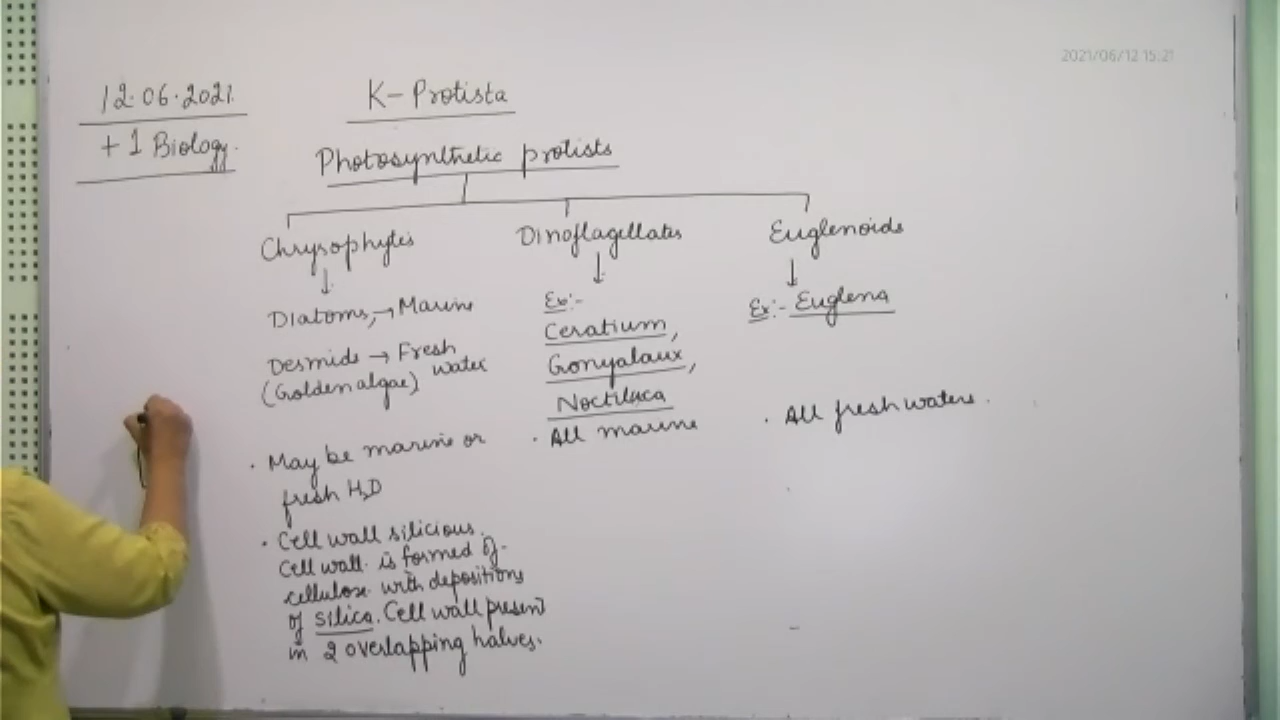 2021/06/12 15:21
12.06.2021.
+1 Biology.
K-Protista
Photosynthetic protists
Chrysophytes
↓
Diatoms, → Marine
Desmids → Fresh water
(Golden algae)
. May be marine or
fresh H2O
. Cell wall silicious.
Cell wall is formed of
cellulose with depositions
of silica. Cell wall present
in 2 overlapping halves.
Dinoflagellates
↓
Ex:-
Ceratium,
Gonyalaux,
Noctiluca
. All marine
Euglenoids
↓
Ex:- Euglena
. All fresh waters.